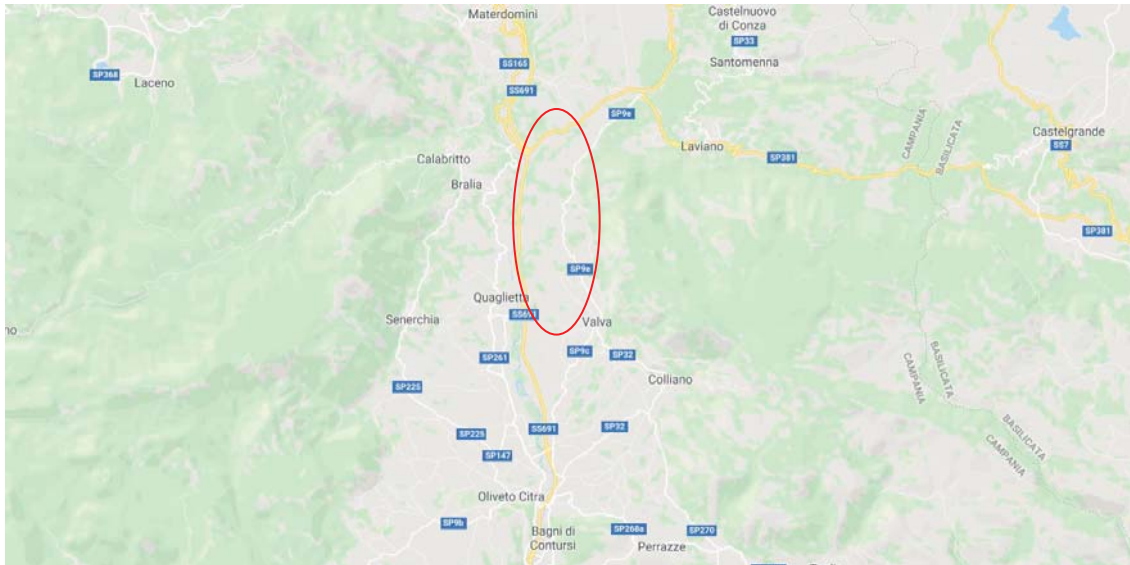 Materdomini
Castelnuovo
di Conza
SP33
Santomenna
SP368
Laceno
SS165
SS691
SP9e
Laviano
SP381
Castelgrande
SS7
CAMPANIA
BASILICATA
Calabritto
Bralia
SP381
SP9e
Quaglietta
SS691
Senerchia
Valva
SP261
SP9c
SP32
Colliano
SP225
CAMPANIA
BASILICATA
BASILICATA
CAMPANIA
SS691
SP32
SP225
SP147
Oliveto Citra
SP9b
Bagni di
Contursi
SP268a
SP270
Perrazze